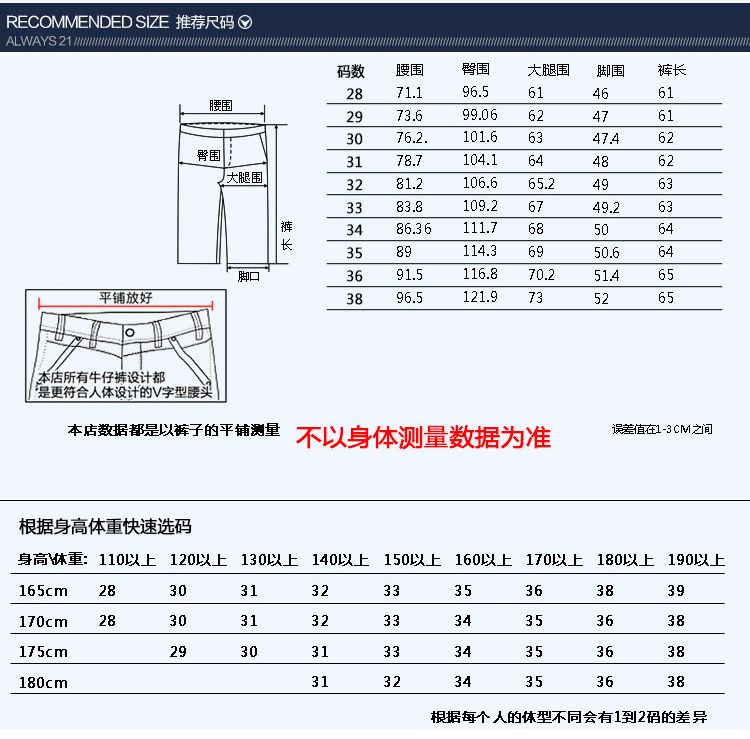 RECOMMENDED SIZE 推荐尺码
ALWAYS 21
码数 腰围 臀围 大腿围 脚围 裤长
28 71.1 96.5 61 46 61
29 73.6 99.06 62 47 61
30 76.2. 101.6 63 47.4 62
31 78.7 104.1 64 48 62
32 81.2 106.6 65.2 49 63
33 83.8 109.2 67 49.2 63
34 86.36 111.7 68 50 64
35 89 114.3 69 50.6 64
36 91.5 116.8 70.2 51.4 65
38 96.5 121.9 73 52 65
腰围
臀围
大腿围
裤长
脚口
平铺放好
本店所有牛仔裤设计都
是更符合人体设计的V字型腰头
本店数据都是以裤子的平铺测量 不以身体测量数据为准 误差值在1-3CM之间
根据身高体重快速选码
身高\体重: 110以上 120以上 130以上 140以上 150以上 160以上 170以上 180以上 190以上
165cm 28 30 31 32 33 35 36 38 39
170cm 28 30 31 32 33 34 35 36 38
175cm 29 30 31 33 34 35 36 38
180cm 31 32 34 35 36 38
根据每个人的体型不同会有1到2码的差异